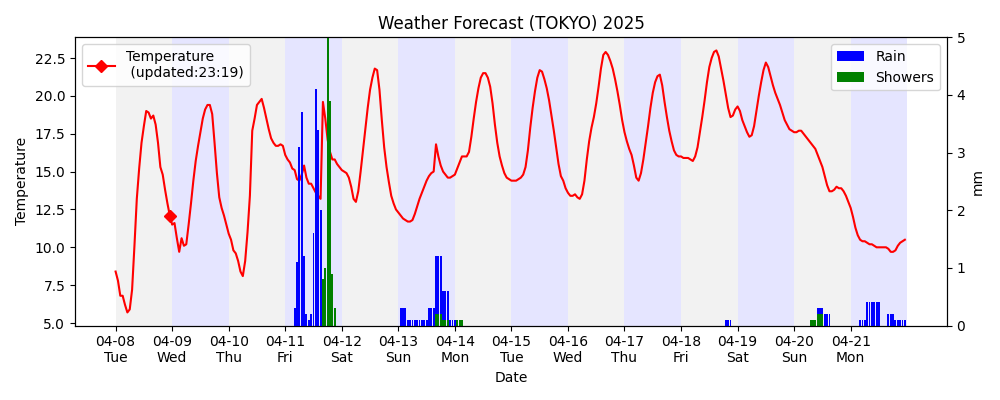 Weather Forecast (TOKYO) 2025
Temperature
(updated:23:19)
Rain
Showers
22.5
20.0
17.5
15.0
12.5
10.0
7.5
5.0
Temperature
5
4
3
2
1
0
mm
04-08 04-09 04-10 04-11 04-12 04-13 04-14 04-15 04-16 04-17 04-18 04-19 04-20 04-21
Tue Wed Thu Fri Sat Sun Mon Tue Wed Thu Fri Sat Sun Mon
Date